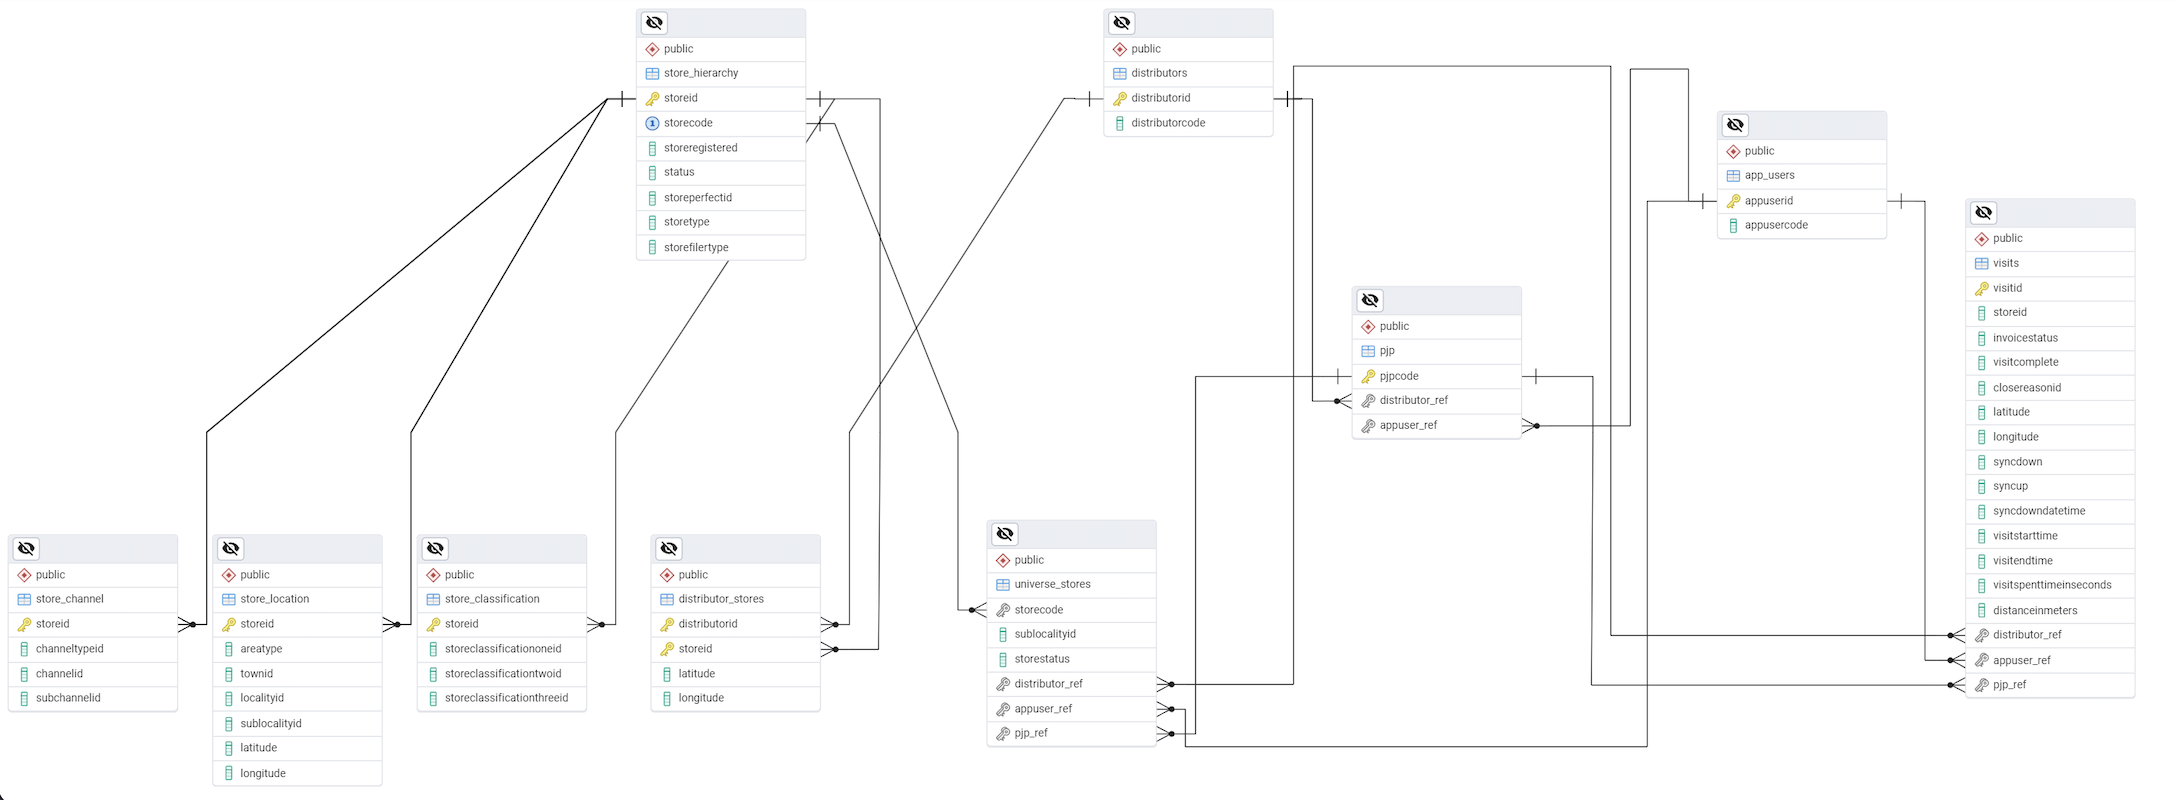 public
store_hierarchy
storeid
1 storecode
storeregistered
status
storeperfectid
storetype
storefilertype
public
distributors
distributorid
distributorcode
public
app_users
appuserid
appusercode
public
visits
visitid
storeid
invoicestatus
visitcomplete
closereasonid
latitude
longitude
syncdown
syncup
syncdowndatetime
visitstarttime
visitendtime
visitspenttimeinseconds
distanceinmeters
distributor_ref
appuser_ref
pjp_ref
public
pjp
pjpcode
distributor_ref
appuser_ref
public
store_channel
storeid
channeltypeid
channelid
subchannelid
public
store_location
storeid
areatype
townid
localityid
sublocalityid
latitude
longitude
public
store_classification
storeid
storeclassificationoneid
storeclassificationtwoid
storeclassificationthreeid
public
distributor_stores
distributorid
storeid
latitude
longitude
public
universe_stores
storecode
sublocalityid
storestatus
distributor_ref
appuser_ref
pjp_ref